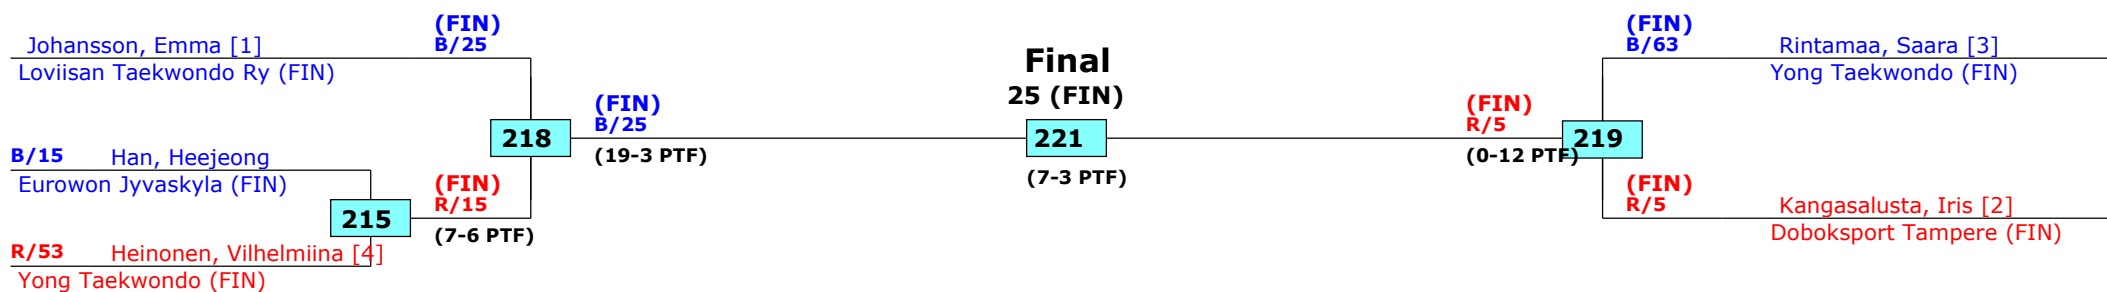 Johansson, Emma [1]
Loviisan Taekwondo Ry (FIN)
(FIN)
B/25
B/15 Han, Heejeong
Eurowon Jyvaskyla (FIN)
R/53 Heinonen, Vilhelmiina [4]
Yong Taekwondo (FIN)
215
(FIN)
R/15
(7-6 PTF)
218
(FIN)
B/25
(19-3 PTF)
Final
25 (FIN)
221
(7-3 PTF)
(FIN)
R/5
(0-12 PTF)
219
(FIN)
B/63
Rintamaa, Saara [3]
Yong Taekwondo (FIN)
(FIN)
R/5
Kangasalusta, Iris [2]
Doboksport Tampere (FIN)